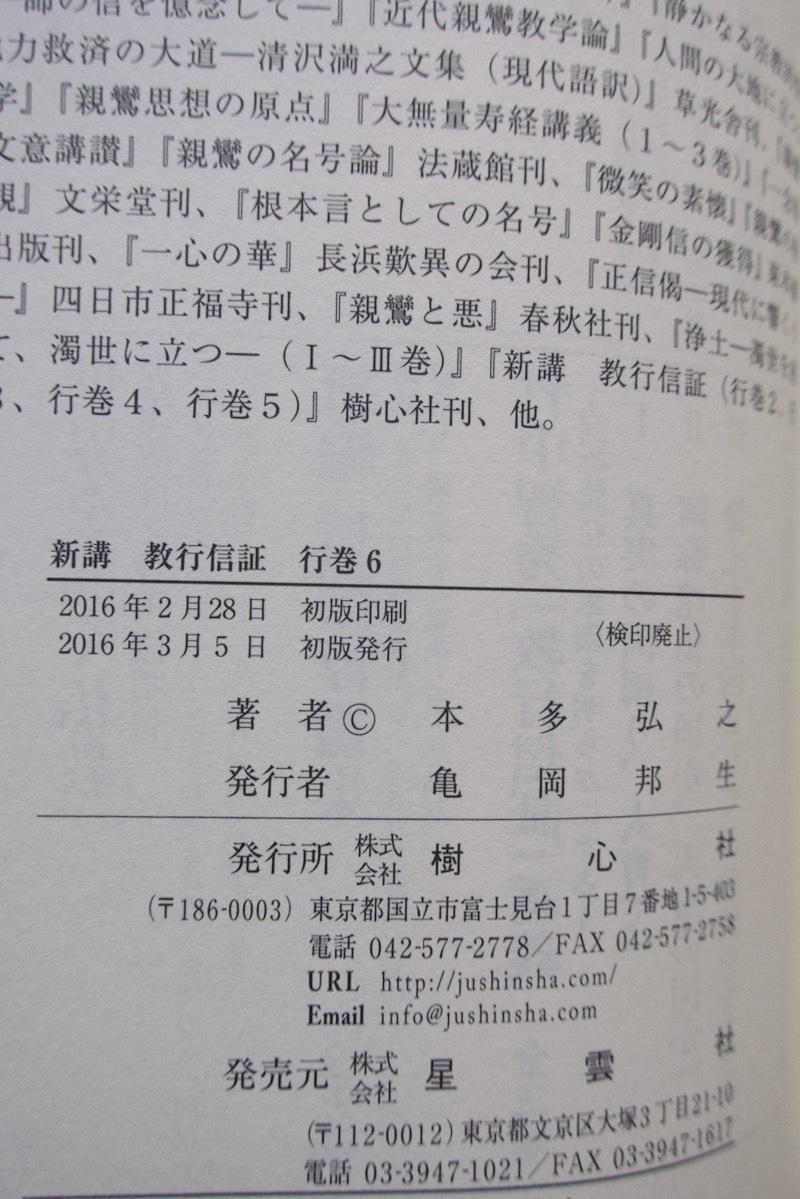 師の信を憶念して―』『近代親鸞教学論』『静かなる宗教
力救済の大道―清沢満之文集（現代語訳）』草光舎刊、『人間の大地に
学』『親鸞思想の原点』『大無量寿経講義（1～3巻）』『一
文意講讃』『親鸞の名号論』法蔵館刊、『微笑の素懐』『親鸞の
観』文栄堂刊、『根本言としての名号』『金剛信の獲得』
出版刊、『一心の華』長浜歎異の会刊、『正信偈―現代に響く
―』四日市正福寺刊、『親鸞と悪』春秋社刊、『浄土―濁世を
て、濁世に立つ―（Ⅰ～Ⅲ巻）』『新講　教行信証（行巻2、
3、行巻4、行巻5）』樹心社刊、他。
新講　教行信証　行巻6
2016年2月28日　初版印刷
2016年3月5日　初版発行　〈検印廃止〉
著者©　本多弘之
発行者　亀岡邦生
発行所　株式会社　樹心社
（〒186-0003）東京都国立市富士見台1丁目7番地1-5-403
電話 042-577-2778／FAX 042-577-2758
URL　http://jushinsha.com/
Email　info@jushinsha.com
発売元　株式会社　星雲社
（〒112-0012）東京都文京区大塚3丁目21-10
電話 03-3947-1021／FAX 03-3947-1617